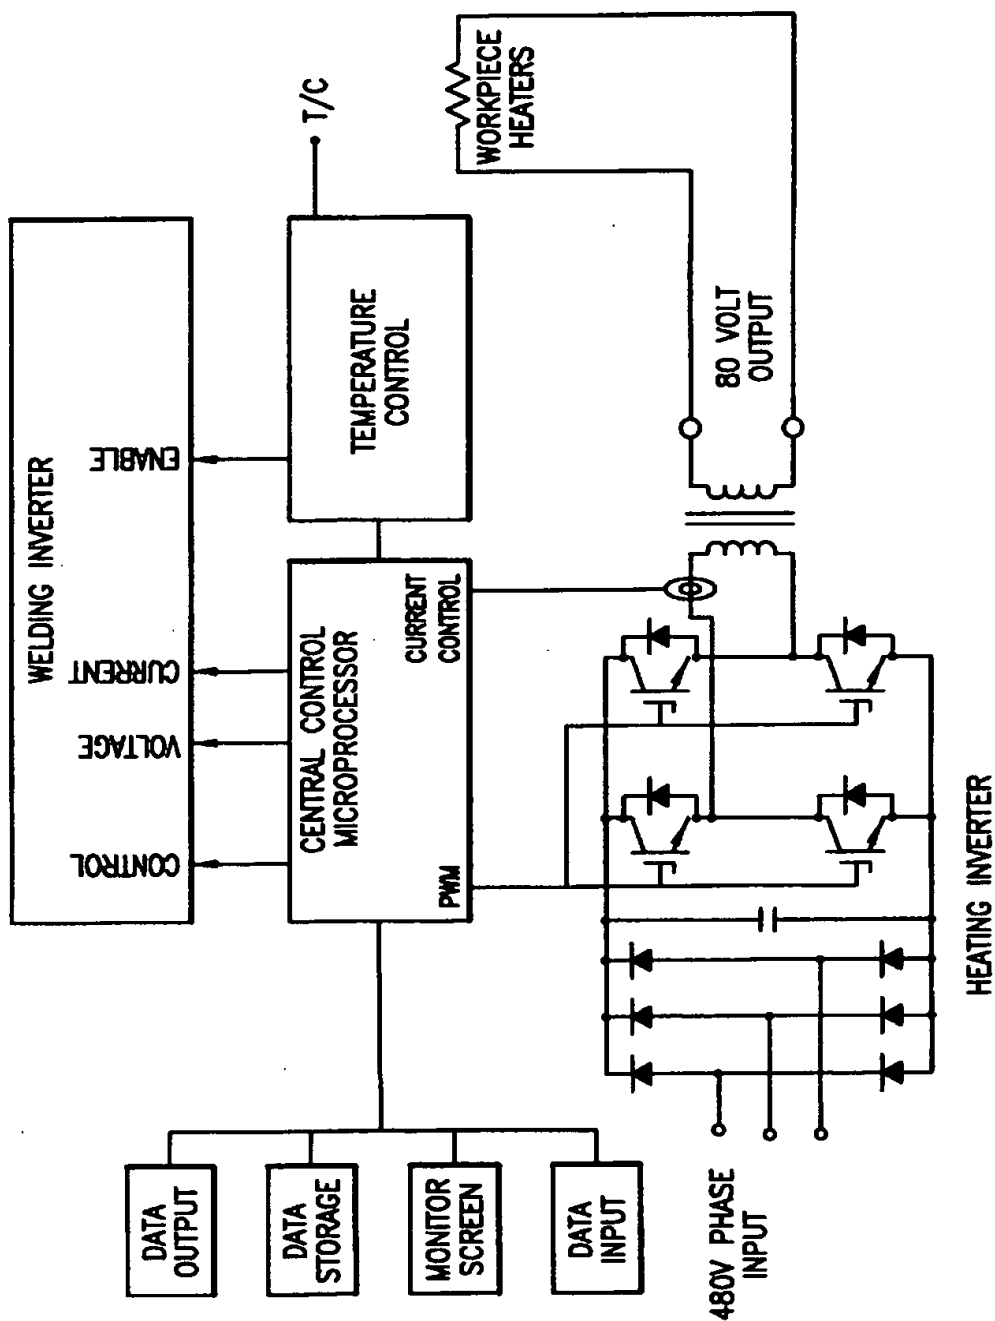 WELDING INVERTER
CONTROL
VOLTAGE
CURRENT
ENABLE
DATA
OUTPUT
DATA
STORAGE
MONITOR
SCREEN
DATA
INPUT
CENTRAL CONTROL
MICROPROCESSOR
PWM
CURRENT
CONTROL
TEMPERATURE
CONTROL
T/C
WORKPIECE
HEATERS
80 VOLT
OUTPUT
480V PHASE
INPUT
HEATING INVERTER